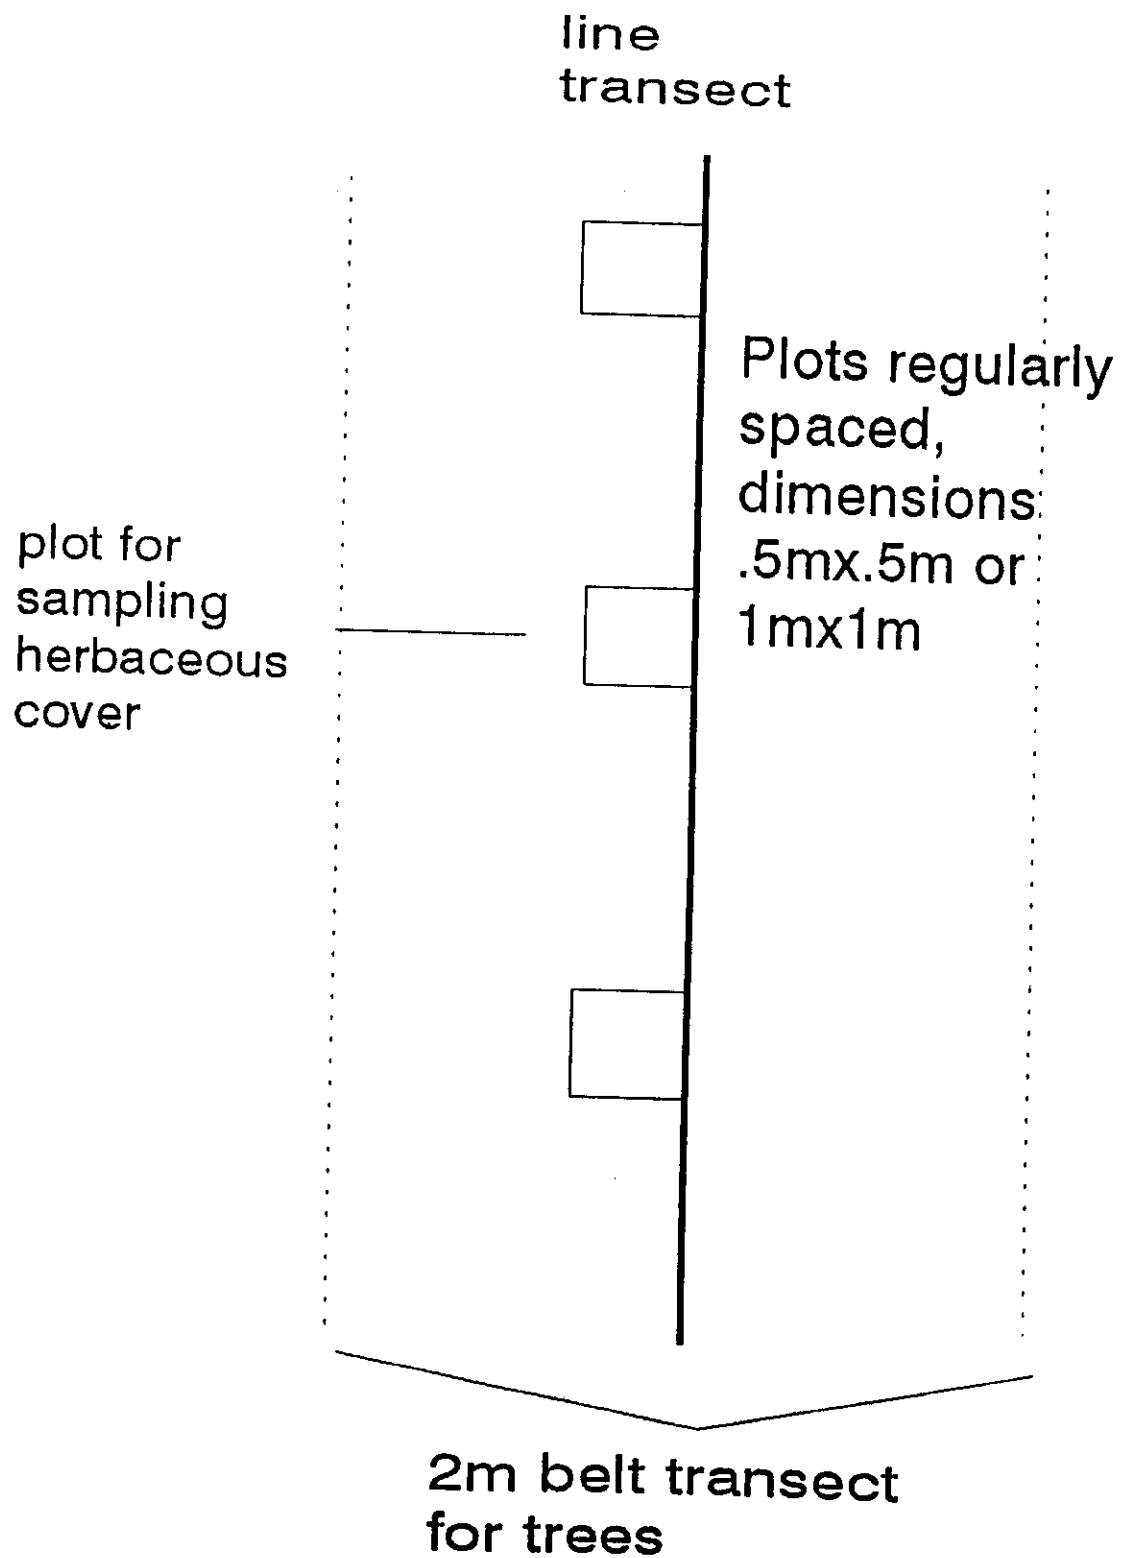 line
transect
Plots regularly
spaced,
dimensions
.5mx.5m or
1mx1m
plot for
sampling
herbaceous
cover
2m belt transect
for trees